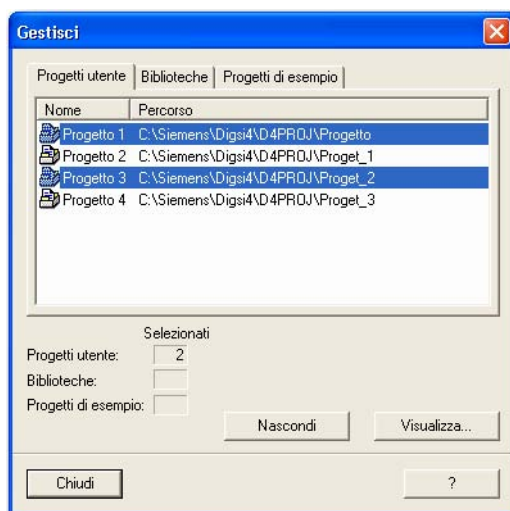 Gestisci
Progetti utente Biblioteche Progetti di esempio
Nome Percorso
Progetto 1 C:\Siemens\Digsi4\D4PROJ\Progetto
Progetto 2 C:\Siemens\Digsi4\D4PROJ\Proget_1
Progetto 3 C:\Siemens\Digsi4\D4PROJ\Proget_2
Progetto 4 C:\Siemens\Digsi4\D4PROJ\Proget_3
Selezionati
Progetti utente: 2
Biblioteche:
Progetti di esempio:
Nascondi Visualizza...
Chiudi ?